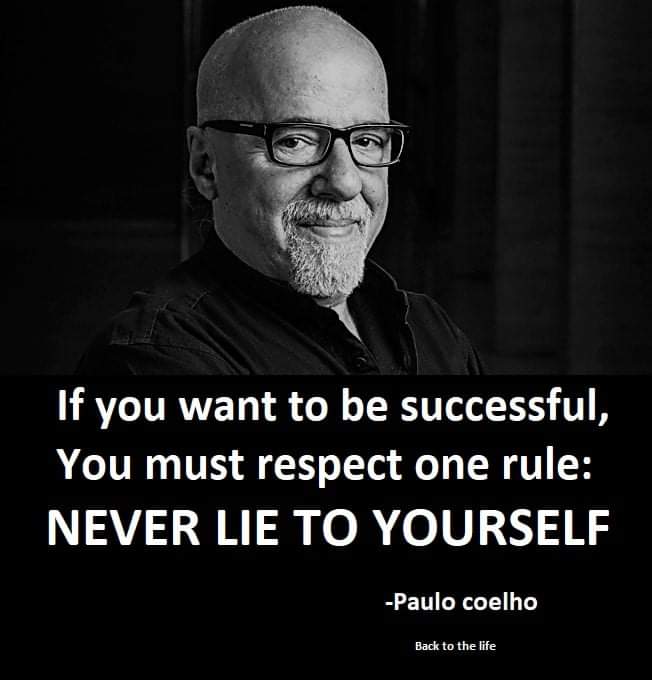 If you want to be successful,
You must respect one rule:
NEVER LIE TO YOURSELF
-Paulo coelho
Back to the life